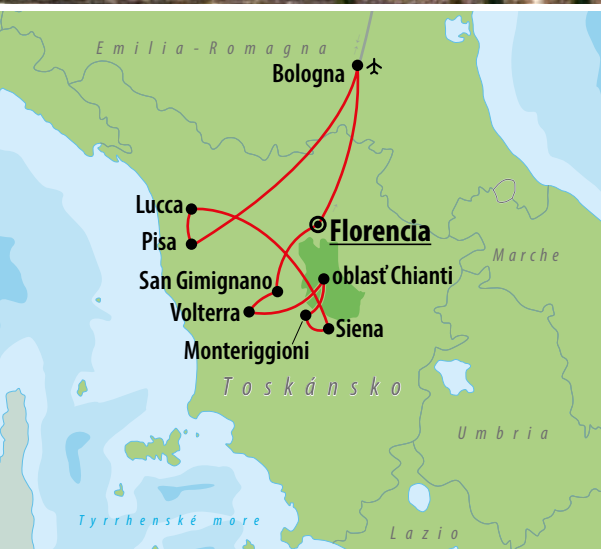 Emilia-Romagna
Bologna
Lucca
Pisa
Florencia
Marche
San Gimignano
oblasť Chianti
Volterra
Siena
Monteriggioni
Toskánsko
Umbria
Tyrrhenské more
Lazio